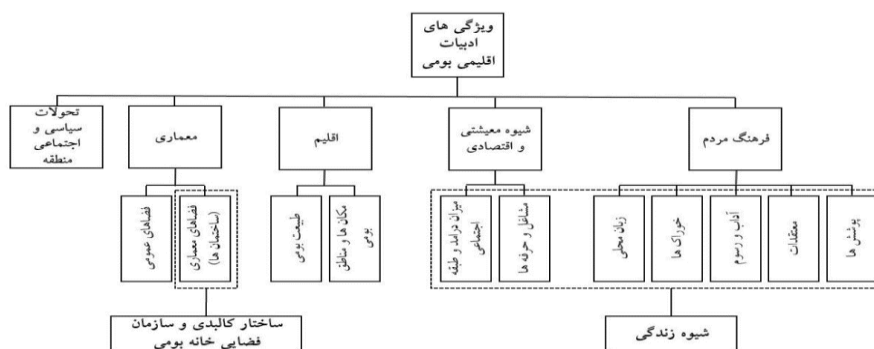 ویژگی های
ادبیات
اقلیمی بومی
فرهنگ مردم
شیوه معیشتی
و اقتصادی
اقلیم
معماری
تحولات
سیاسی و
اجتماعی
منطقه
پوشش ها
معتقدات
آداب و رسوم
خوراک ها
زبان محلی
مشاغل و حرفه ها
میزان درامد و طبقه
اجتماعی
مکان ها و مناطق
بومی
طبیعت بومی
فضاهای معماری
(ساختمان ها)
فضاهای عمومی
شیوه زندگی
ساختار کالبدی و سازمان
فضایی خانه بومی